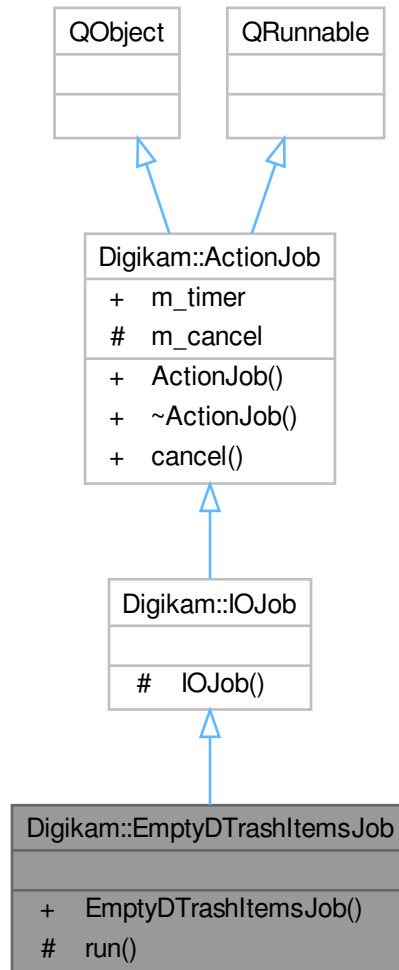 QObject
QRunnable
Digikam::ActionJob
+ m_timer
# m_cancel
+ ActionJob()
+ ~ActionJob()
+ cancel()
Digikam::IOJob
# IOJob()
Digikam::EmptyDTrashItemsJob
+ EmptyDTrashItemsJob()
# run()